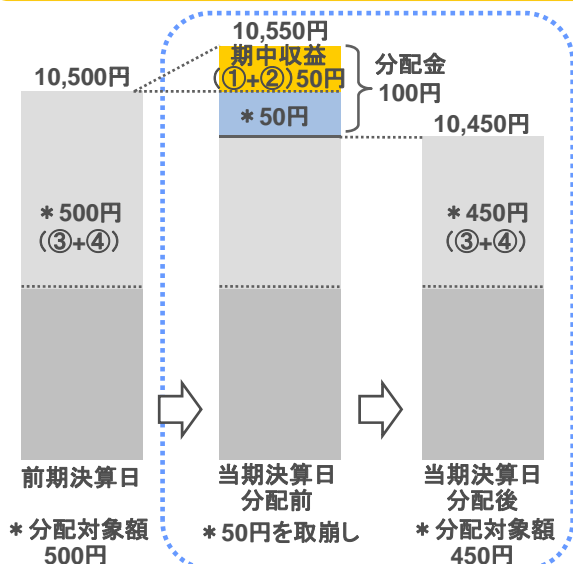 10,550円
期中収益
(①+②)50円
分配金
100円
10,500円
10,450円
＊50円
＊500円
(③+④)
＊450円
(③+④)
前期決算日
当期決算日
分配前
当期決算日
分配後
＊分配対象額
500円
＊50円を取崩し
＊分配対象額
450円